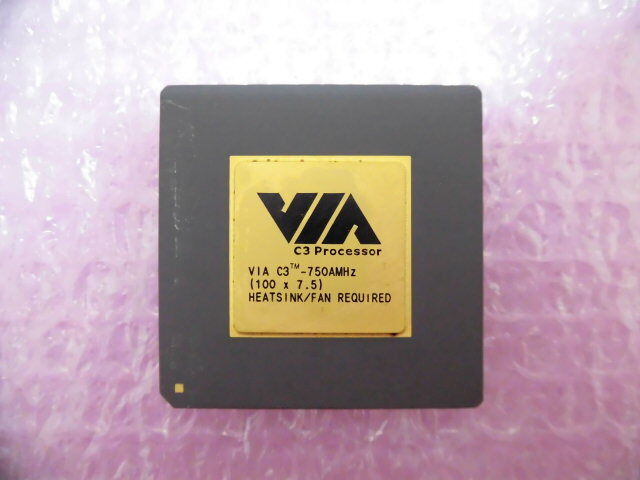 VIA
C3 Processor
VIA C3™-750AMHz
(100 x 7.5)
HEATSINK/FAN REQUIRED